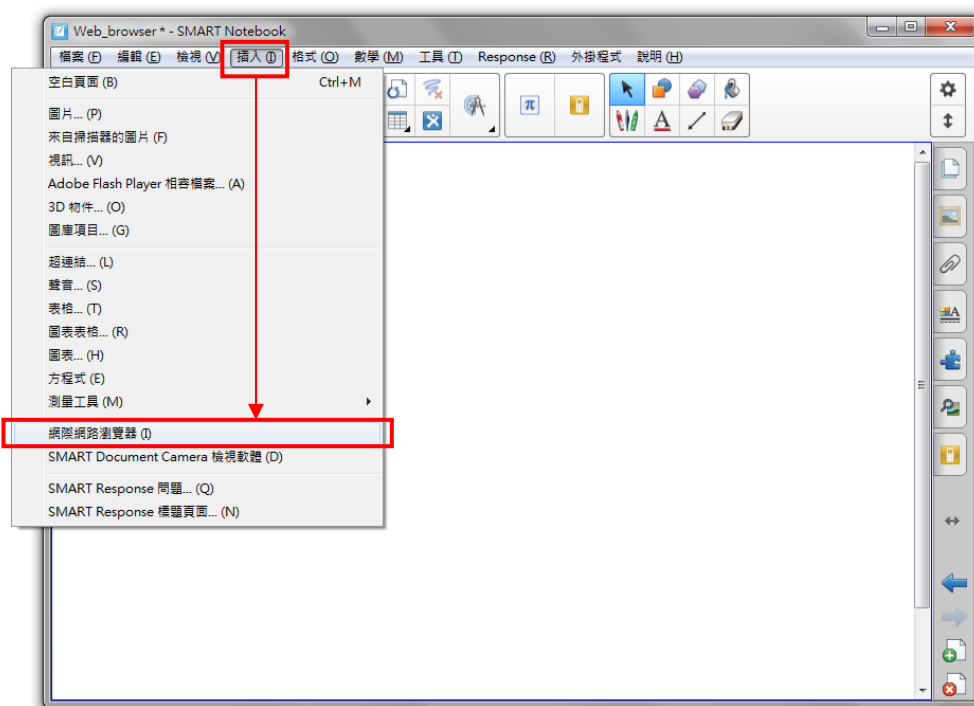 Web_browser * - SMART Notebook
檔案 (F) 編輯 (E) 檢視 (V) 插入 (I) 格式 (O) 數學 (M) 工具 (T) Response (R) 外掛程式 說明 (H)
空白頁面 (B) Ctrl+M
圖片... (P)
來自掃描器的圖片 (F)
視訊... (V)
Adobe Flash Player 相容檔案... (A)
3D 物件... (O)
圖庫項目... (G)
超連結... (L)
聲音... (S)
表格... (T)
圖表表格... (R)
圖表... (H)
方程式 (E)
測量工具 (M)
網際網路瀏覽器 (I)
SMART Document Camera 檢視軟體 (D)
SMART Response 問題... (Q)
SMART Response 標題頁面... (N)
π
A
A